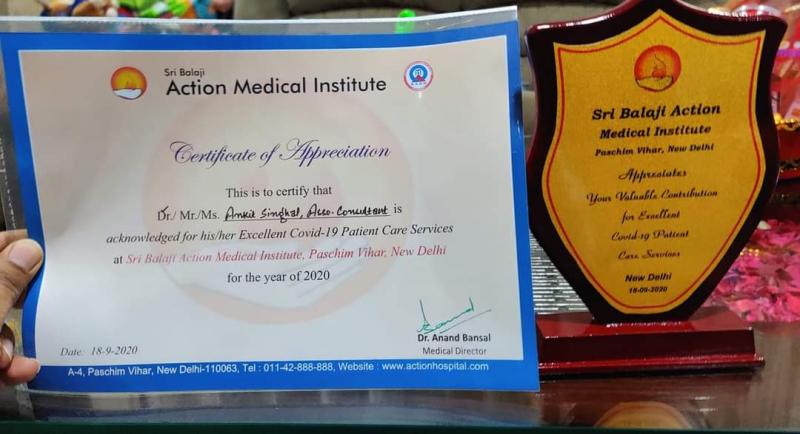 Sri Balaji
Action Medical Institute
Certificate of Appreciation
This is to certify that
Dr./ Mr./Ms. Ankit Singhal, Asso. Consultant is
acknowledged for his/her Excellent Covid-19 Patient Care Services
at Sri Balaji Action Medical Institute, Paschim Vihar, New Delhi
for the year of 2020
Dr. Anand Bansal
Medical Director
Date. 18-9-2020
A-4, Paschim Vihar, New Delhi-110063, Tel : 011-42-888-888, Website : www.actionhospital.com
Sri Balaji Action
Medical Institute
Paschim Vihar, New Delhi
Appresiates
Your Valuable Contribution
for Excellent
Covid-19 Patient
Care Services
New Delhi
18-09-2020